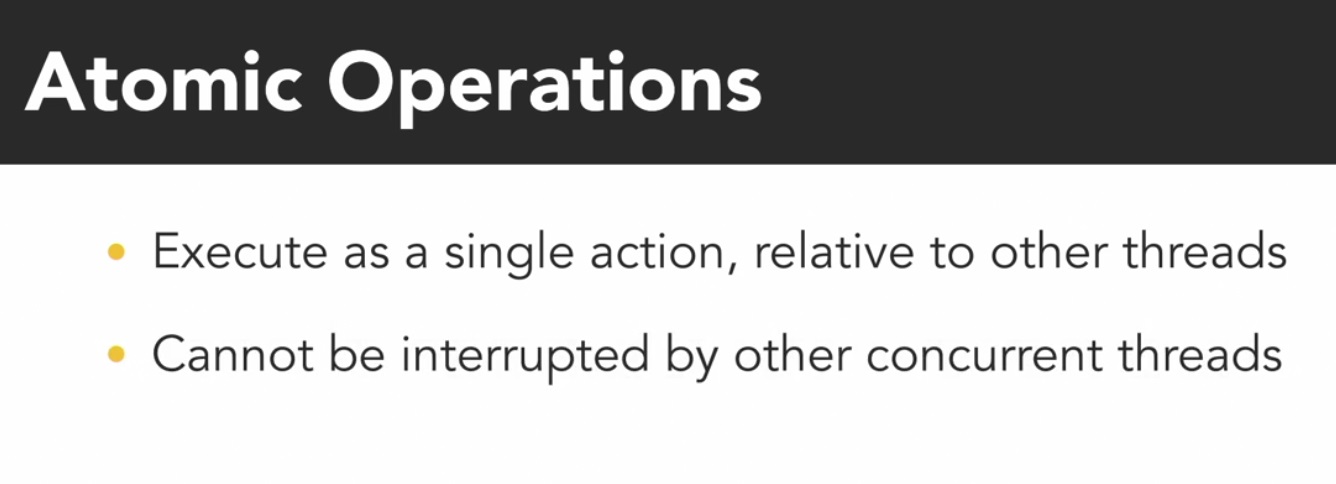 Atomic Operations
• Execute as a single action, relative to other threads
• Cannot be interrupted by other concurrent threads